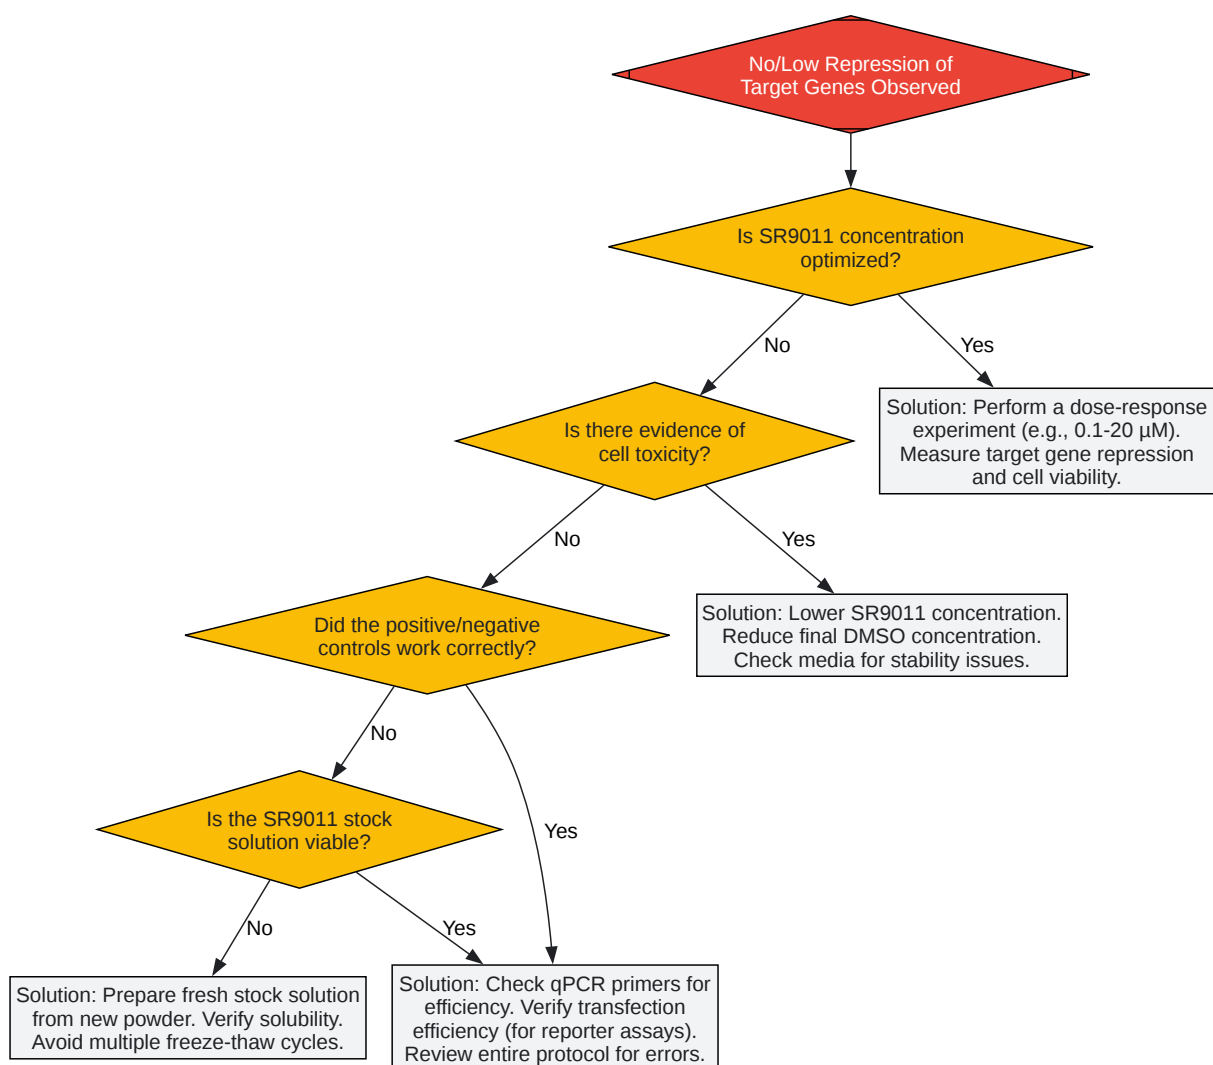 No/Low Repression of
Target Genes Observed
Is SR9011 concentration
optimized?
No
Yes
Is there evidence of
cell toxicity?
Solution: Perform a dose-response
experiment (e.g., 0.1-20 µM).
Measure target gene repression
and cell viability.
No
Yes
Did the positive/negative
controls work correctly?
Solution: Lower SR9011 concentration.
Reduce final DMSO concentration.
Check media for stability issues.
No
Yes
Is the SR9011 stock
solution viable?
No
Yes
Solution: Prepare fresh stock solution
from new powder. Verify solubility.
Avoid multiple freeze-thaw cycles.
Solution: Check qPCR primers for
efficiency. Verify transfection
efficiency (for reporter assays).
Review entire protocol for errors.